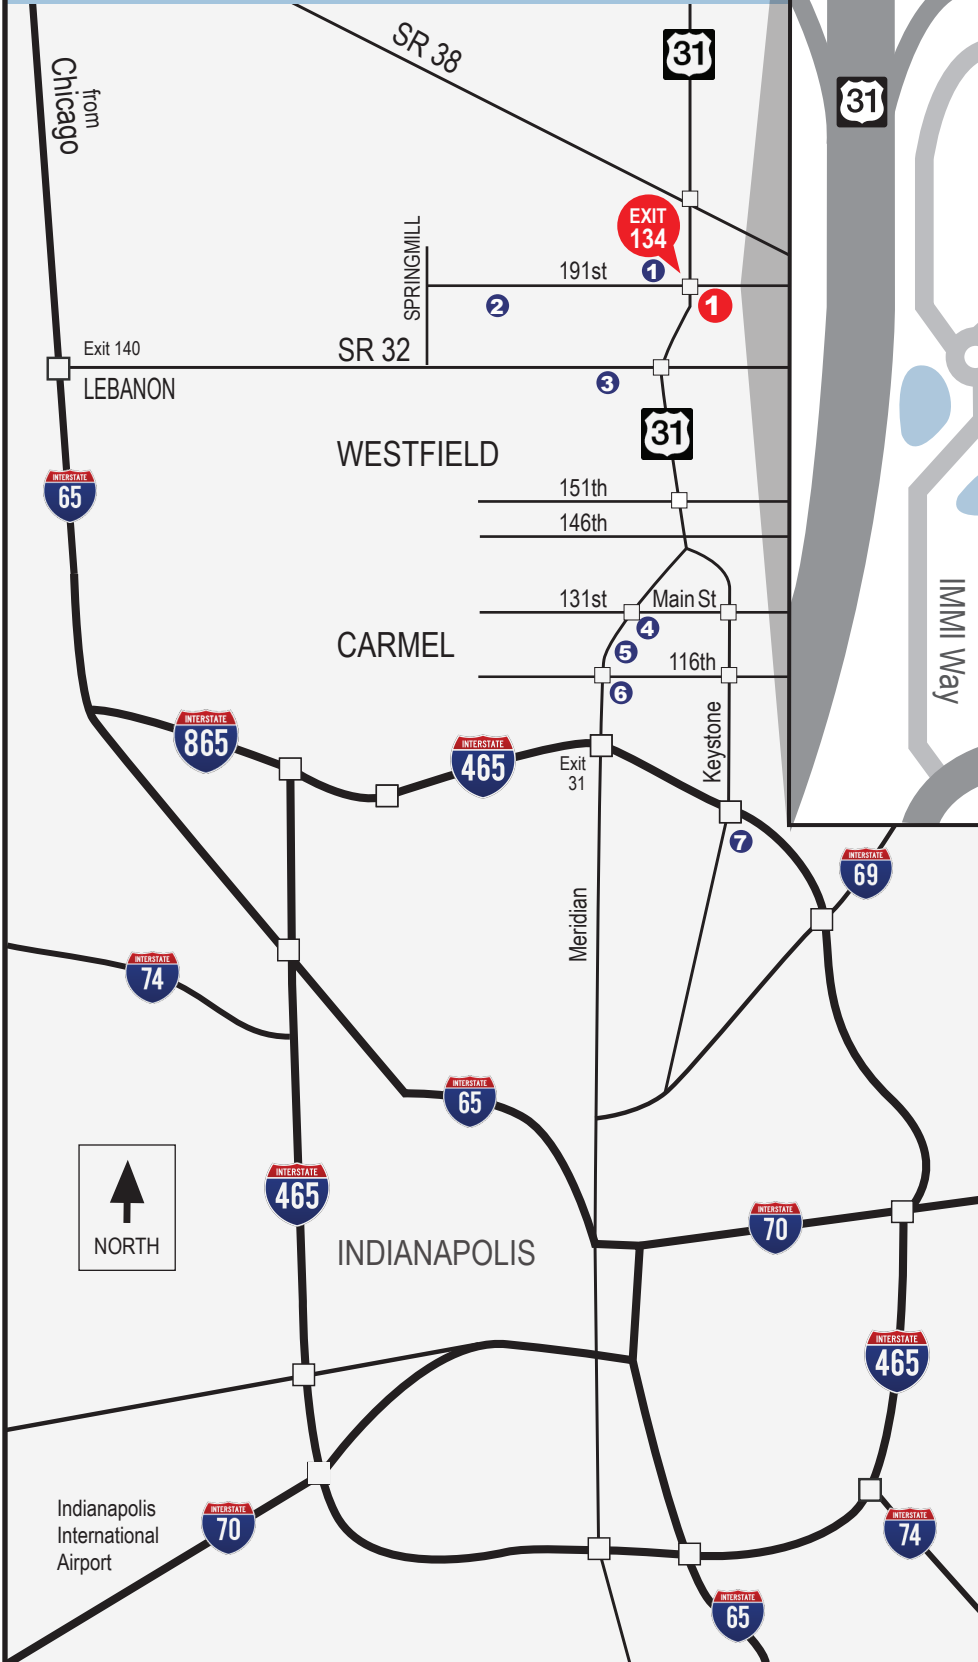 SR 38
31
31
from
Chicago
EXIT
134
SPRINGMILL
191st
1
2
1
Exit 140
SR 32
LEBANON
3
31
WESTFIELD
INTERSTATE
65
151th
146th
IMMI Way
131st
Main St
4
CARMEL
5
116th
6
INTERSTATE
865
INTERSTATE
465
Exit
31
Keystone
7
INTERSTATE
69
Meridian
INTERSTATE
74
INTERSTATE
65
INTERSTATE
465
NORTH
INTERSTATE
70
INDIANAPOLIS
INTERSTATE
465
Indianapolis
International
Airport
INTERSTATE
70
INTERSTATE
74
INTERSTATE
65